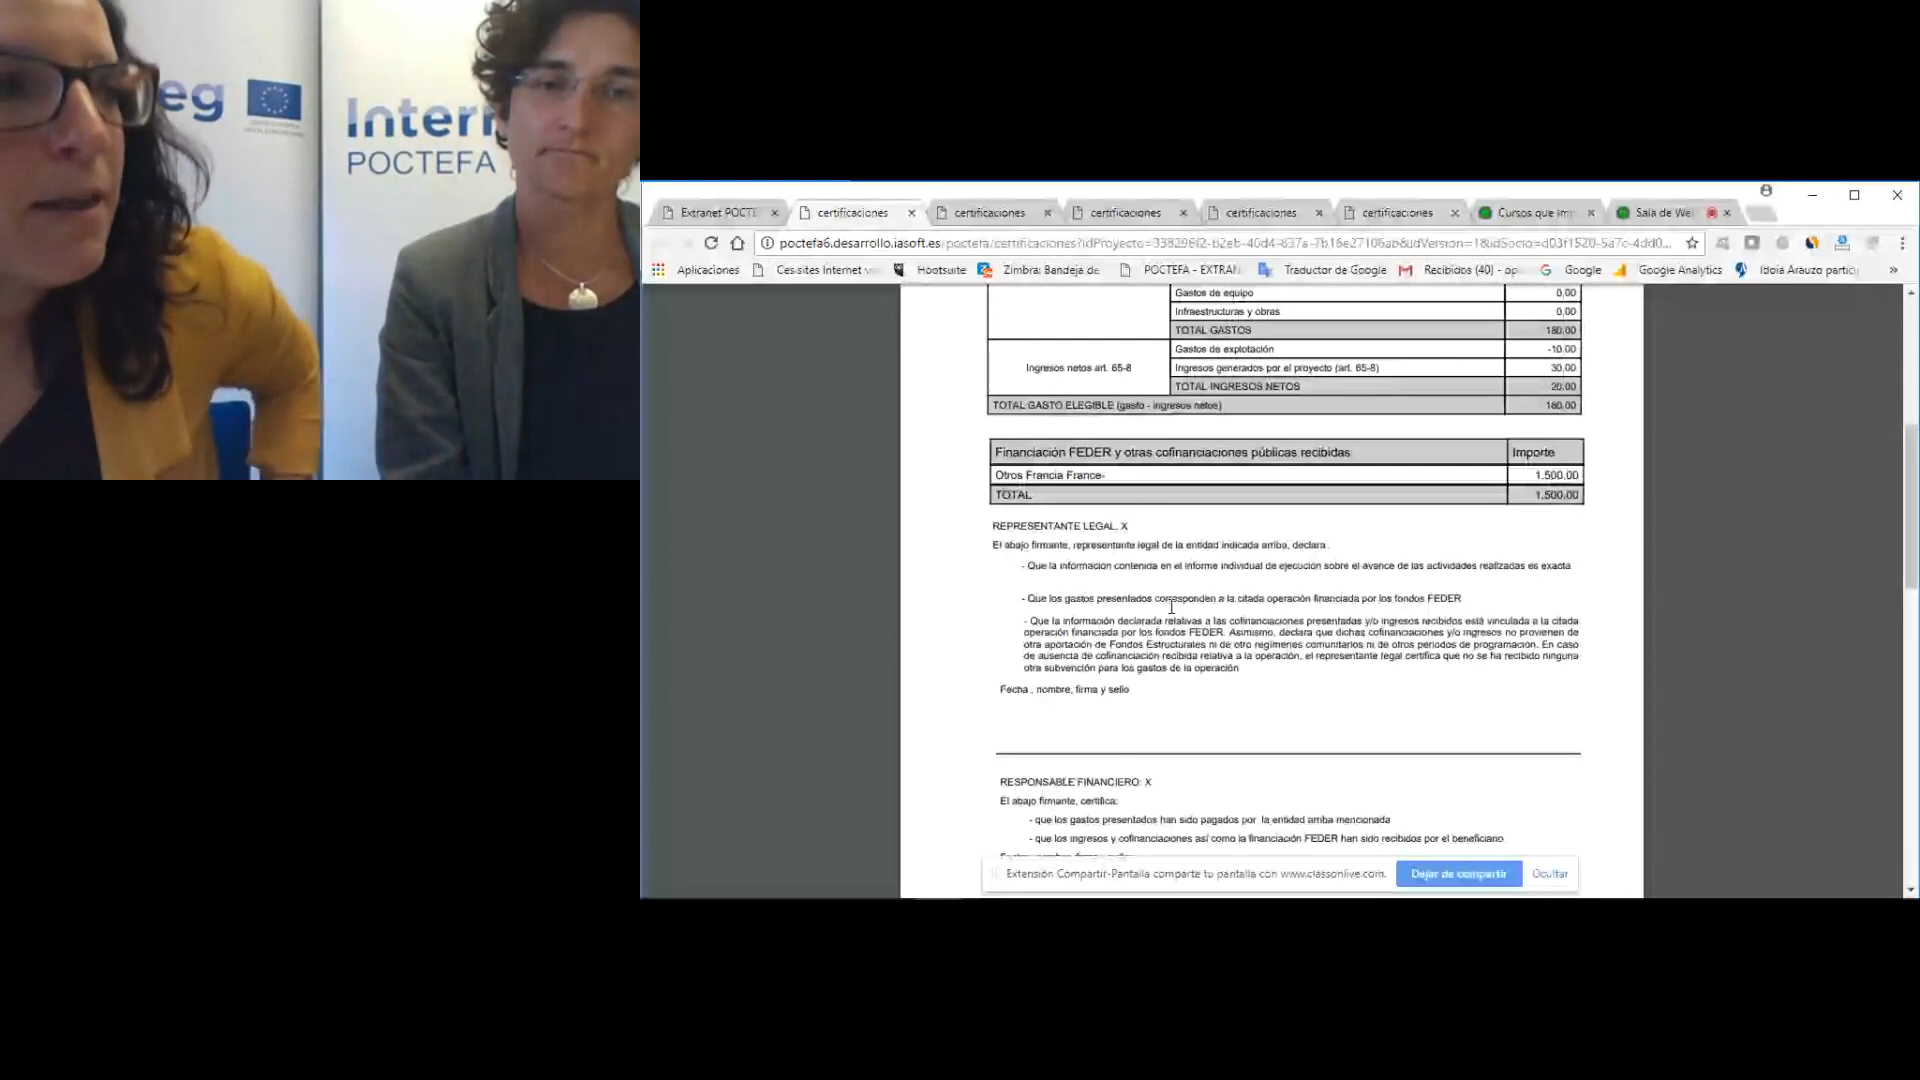 eg
Interr
POCTEFA
Extranet POCTE
certificaciones
certificaciones
certificaciones
certificaciones
certificaciones
Cursos que im
Sala de We
poctefa6.desarrollo.iasoft.es/poctefa/certificaciones?idProyecto=
Aplicaciones
Hootsuite
Zimbra: Bandeja de
POCTEFA - EXTRAN
Traductor de Google
Recibidos (40) - op
Google
Google Analytics
Idoia Arauzo partic
»
Gastos de equipo 0,00
Infraestructuras y obras 0,00
TOTAL GASTOS 180,00
Ingresos netos art. 65-8
Gastos de explotación -10,00
Ingresos generados por el proyecto (art. 65-8) 30,00
TOTAL INGRESOS NETOS 20,00
TOTAL GASTO ELEGIBLE (gasto - ingresos netos) 160,00
Financiación FEDER y otras cofinanciaciones públicas recibidas Importe
Otros Francia France- 1.500,00
TOTAL 1.500,00
REPRESENTANTE LEGAL: X
El abajo firmante, representante legal de la entidad indicada arriba, declara :
- Que la información contenida en el informe individual de ejecución sobre el avance de las actividades realizadas es exacta
- Que los gastos presentados corresponden a la citada operación financiada por los fondos FEDER
- Que la información declarada relativas a las cofinanciaciones presentadas y/o ingresos recibidos está vinculada a la citada
operación financiada por los fondos FEDER. Asimismo, declara que dichas cofinanciaciones y/o ingresos no provienen de
otra aportación de Fondos Estructurales ni de otro regímenes comunitarios ni de otros períodos de programación. En caso
de ausencia de cofinanciación recibida relativa a la operación, el representante legal certifica que no se ha recibido ninguna
otra subvención para los gastos de la operación
Fecha , nombre, firma y sello
RESPONSABLE FINANCIERO: X
El abajo firmante, certifica:
- que los gastos presentados han sido pagados por la entidad arriba mencionada
- que los ingresos y cofinanciaciones así como la financiación FEDER han sido recibidos por el beneficiario
Extensión Compartir-Pantalla comparte tu pantalla con www.classonlive.com.
Dejar de compartir
Ocultar